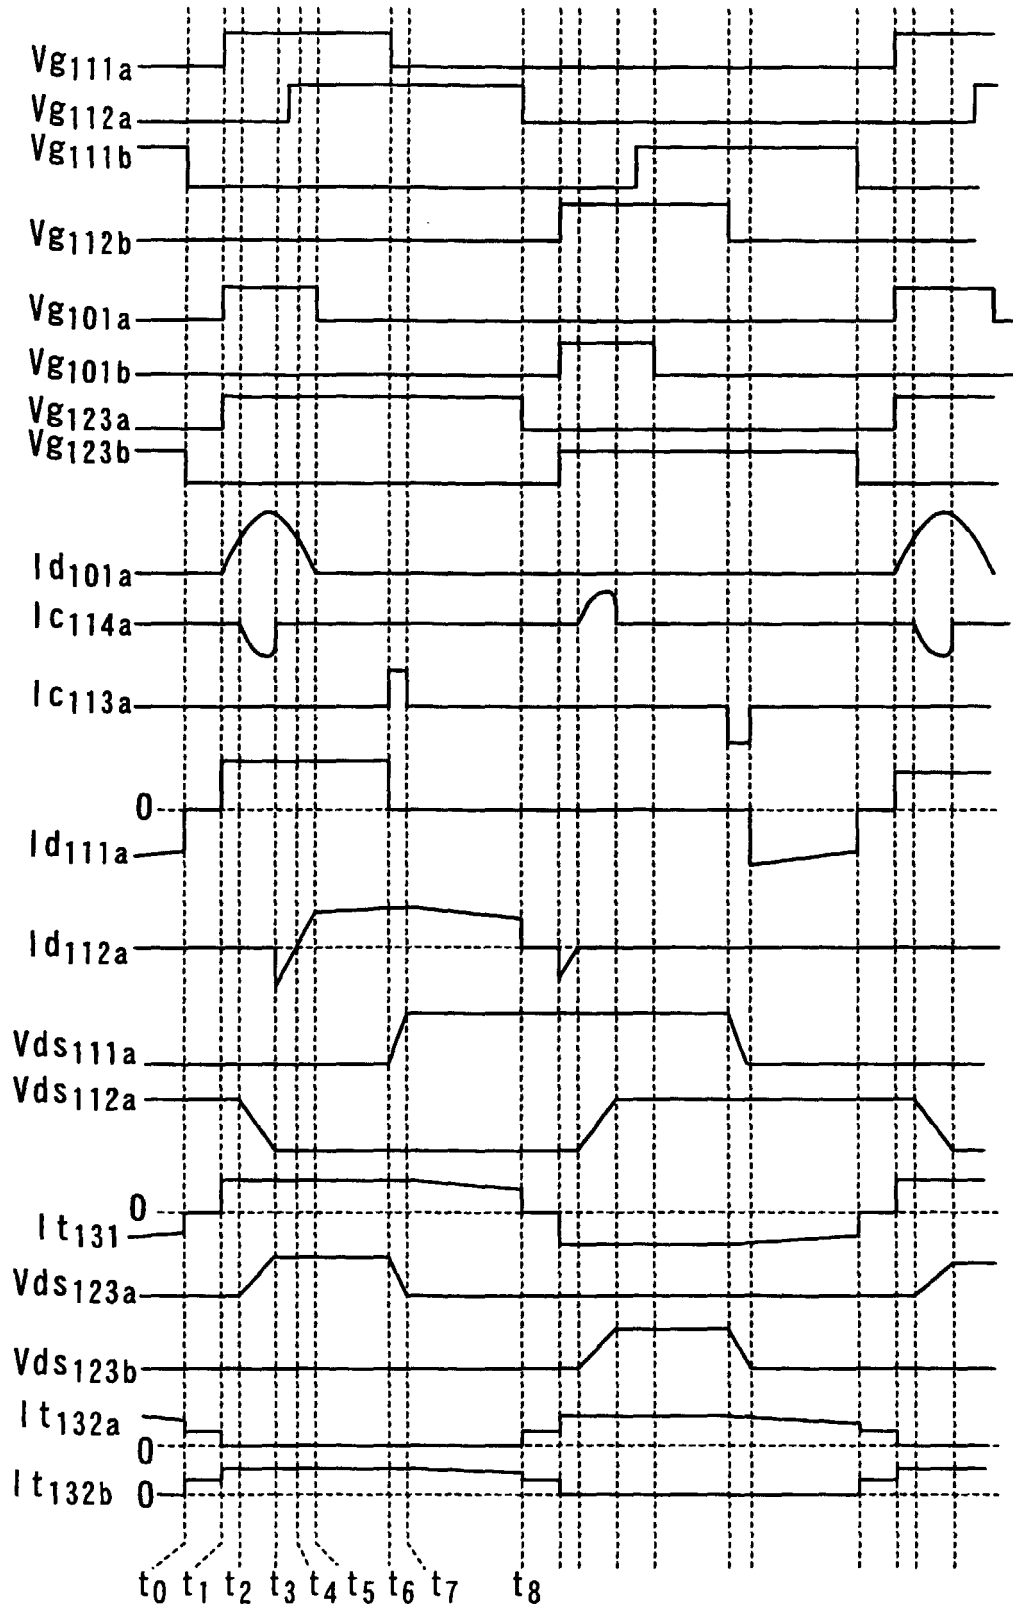 Vg111a
Vg112a
Vg111b
Vg112b
Vg101a
Vg101b
Vg123a
Vg123b
Id101a
Ic114a
Ic113a
0
Id111a
Id112a
Vds111a
Vds112a
0
It131
Vds123a
Vds123b
It132a
0
It132b 0
t0 t1 t2 t3 t4 t5 t6 t7 t8